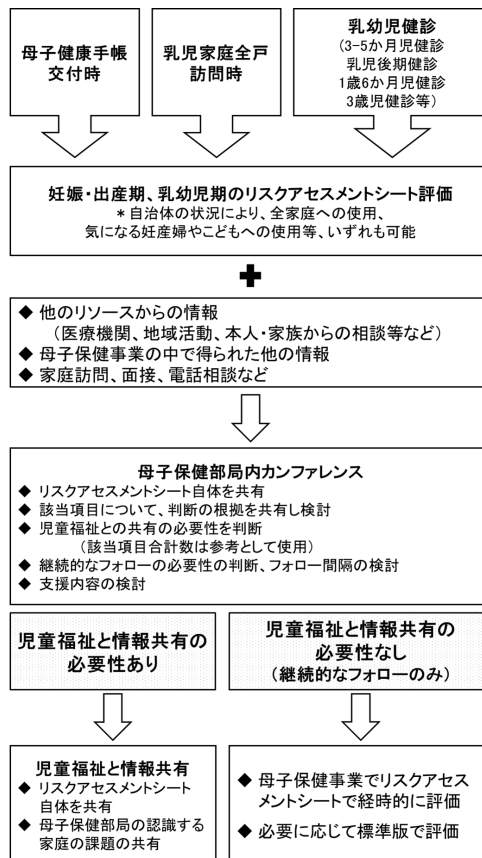 母子健康手帳
交付時
乳児家庭全戸
訪問時
乳幼児健診
(3-5か月児健診
乳児後期健診
1歳6か月児健診
3歳児健診等)
妊娠・出産期、乳幼児期のリスクアセスメントシート評価
＊自治体の状況により、全家庭への使用、
気になる妊産婦やこどもへの使用等、いずれも可能
◆ 他のリソースからの情報
（医療機関、地域活動、本人・家族からの相談等など）
◆ 母子保健事業の中で得られた他の情報
◆ 家庭訪問、面接、電話相談など
母子保健部局内カンファレンス
◆ リスクアセスメントシート自体を共有
◆ 該当項目について、判断の根拠を共有し検討
◆ 児童福祉との共有の必要性を判断
（該当項目合計数は参考として使用）
◆ 継続的なフォローの必要性の判断、フォロー間隔の検討
◆ 支援内容の検討
児童福祉と情報共有の
必要性あり
児童福祉と情報共有の
必要性なし
（継続的なフォローのみ）
児童福祉と情報共有
◆ リスクアセスメントシート
自体を共有
◆ 母子保健部局の認識する
家庭の課題の共有
◆ 母子保健事業でリスクアセス
メントシートで経時的に評価
◆ 必要に応じて標準版で評価